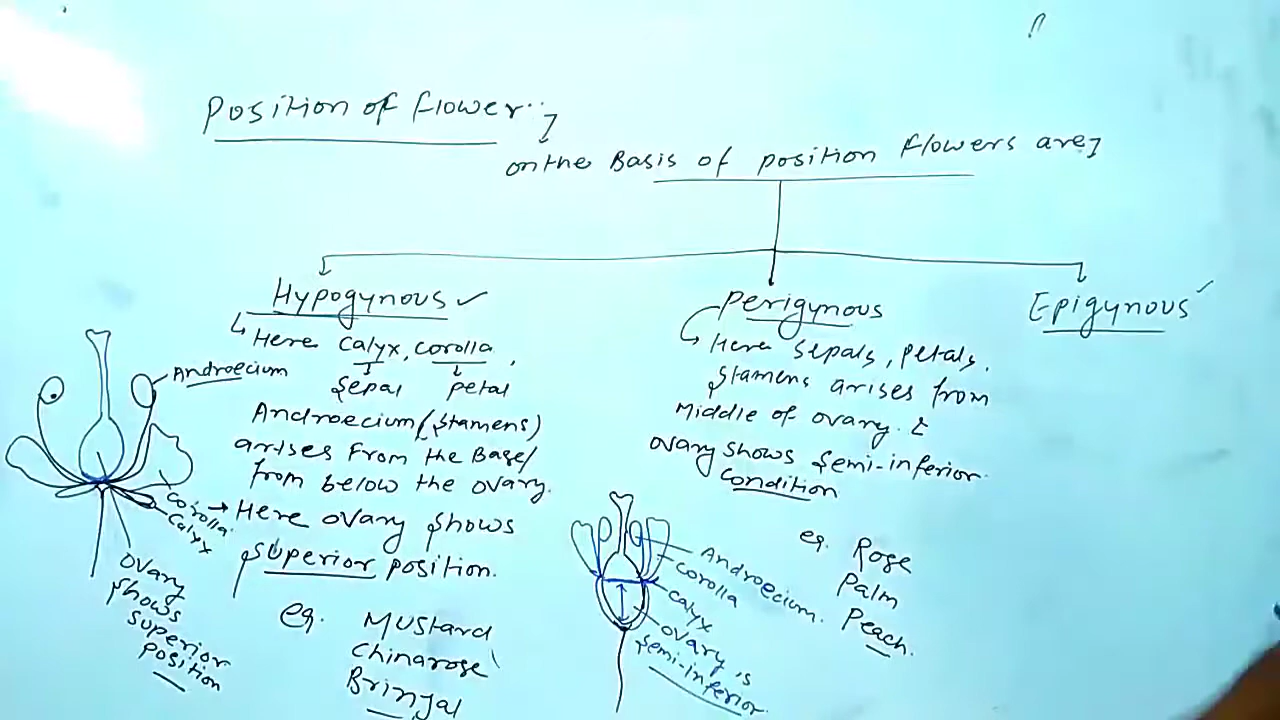 Position of flower
on the Basis of position flowers are
Hypogynous
Here Calyx, Corolla,
Sepal petal
Androecium (Stamens)
arises From the Base/
from below the ovary.
Here ovary shows
superior position.
eg. Mustard
Chinarose
Brinjal
Androecium
Corolla
Calyx
ovary
shows
superior
position
Perigynous
Here sepals, petals,
stamens arises from
Middle of ovary. &
ovary shows semi-inferior
Condition
eg. Rose
Palm
Peach.
Androecium.
Corolla
Calyx
ovary is
semi-inferior
Epigynous